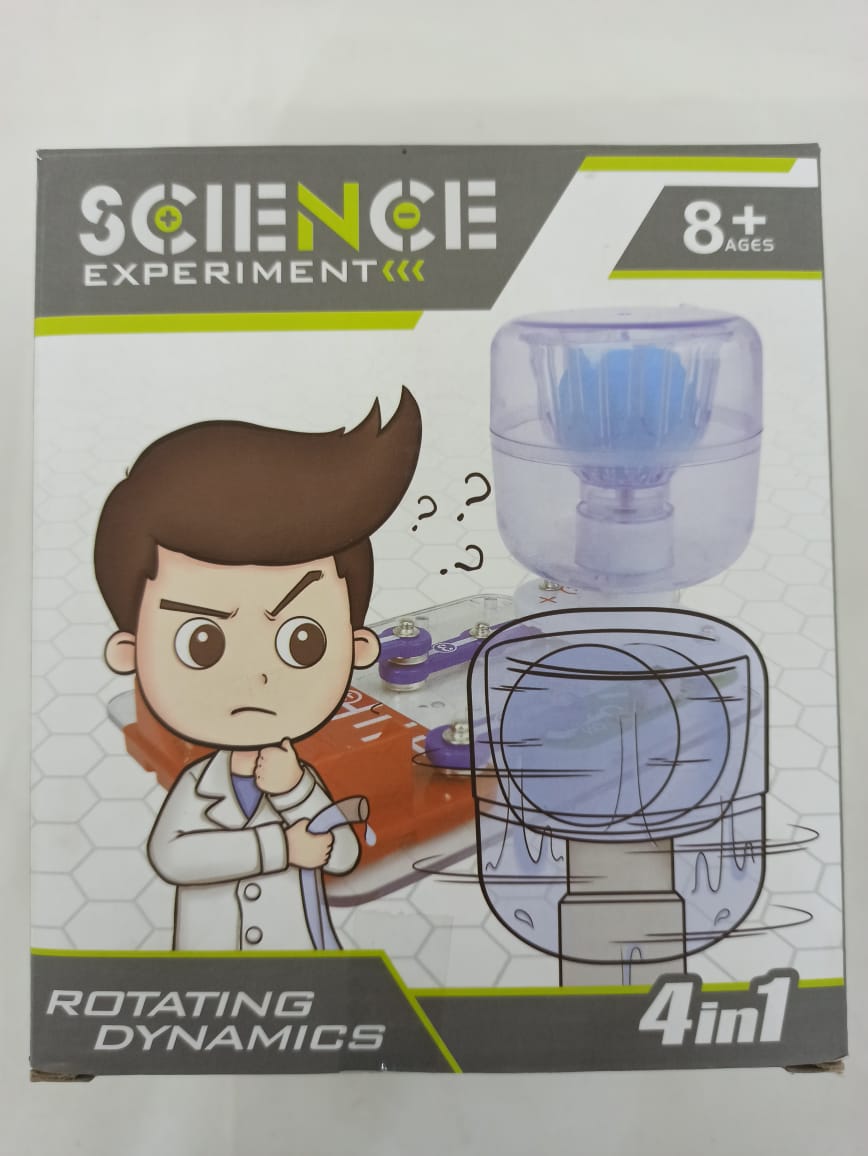 SCIENCE
EXPERIMENT
8+
AGES
? ?
?
ROTATING
DYNAMICS
4in1